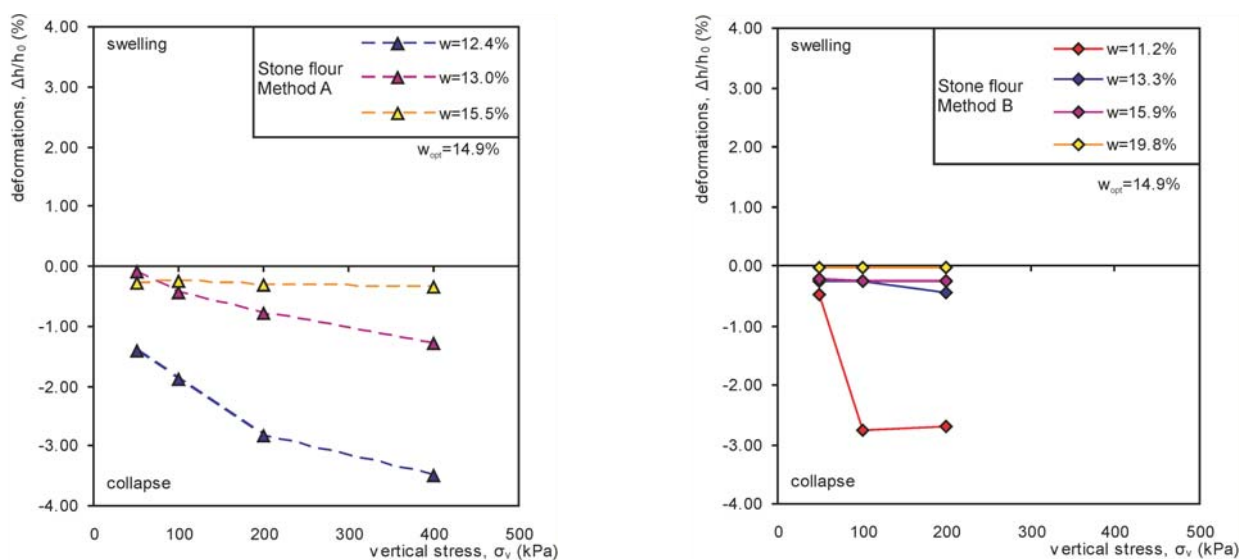 deformations, Δh/h₀ (%)
4.00
3.00
2.00
1.00
0.00
-1.00
-2.00
-3.00
-4.00
swelling
Stone flour
Method A
w=12.4%
w=13.0%
w=15.5%
wopt=14.9%
collapse
0 100 200 300 400 500
vertical stress, σᵥ (kPa)
deformations, Δh/h₀ (%)
4.00
3.00
2.00
1.00
0.00
-1.00
-2.00
-3.00
-4.00
swelling
Stone flour
Method B
w=11.2%
w=13.3%
w=15.9%
w=19.8%
wopt=14.9%
collapse
0 100 200 300 400 500
vertical stress, σᵥ (kPa)